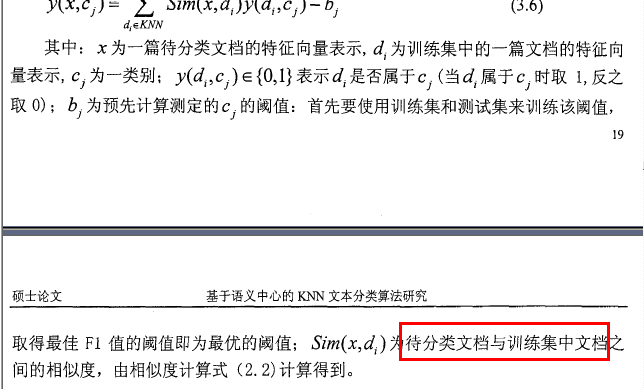 y(x,c_j) = ∑_{d_i∈KNN} Sim(x,d_i)y(d_i,c_j) − b_j (3.6)
其中：x 为一篇待分类文档的特征向量表示，d_i 为训练集中的一篇文档的特征向
量表示，c_j 为一类别；y(d_i,c_j)∈{0,1} 表示 d_i 是否属于 c_j (当 d_i 属于 c_j 时取 1,反之
取 0)；b_j 为预先计算测定的 c_j 的阈值：首先要使用训练集和测试集来训练该阈值，
19
硕士论文 基于语义中心的 KNN 文本分类算法研究
取得最佳 F1 值的阈值即为最优的阈值；Sim(x,d_i) 为待分类文档与训练集中文档之
间的相似度，由相似度计算式（2.2)计算得到。